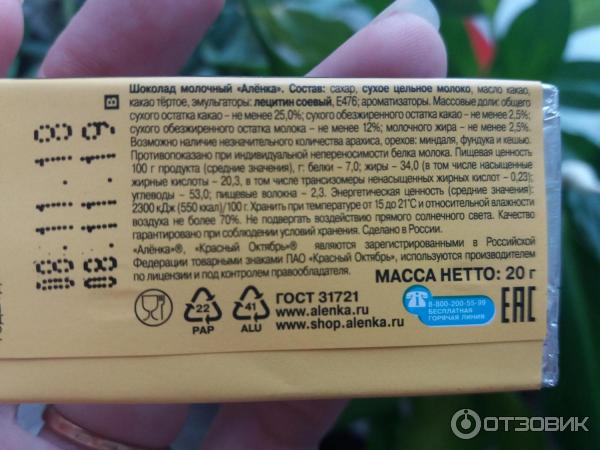 Шоколад молочный «Алёнка». Состав: сахар, сухое цельное молоко, масло какао,
какао тёртое, эмульгаторы: лецитин соевый, Е476; ароматизаторы. Массовые доли: общего
сухого остатка какао – не менее 25,0%; сухого обезжиренного остатка какао – не менее 2,5%;
сухого обезжиренного остатка молока – не менее 12%; молочного жира – не менее 2,5%.
Возможно наличие незначительного количества арахиса, орехов: миндаля, фундука и кешью.
Противопоказано при индивидуальной непереносимости белка молока. Пищевая ценность
100 г продукта (средние значения), г: белки – 7,0; жиры – 34,0 (в том числе насыщенные
жирные кислоты – 20,3, в том числе трансизомеры ненасыщенных жирных кислот – 0,23);
углеводы – 53,0; пищевые волокна – 2,3. Энергетическая ценность (средние значения):
2300 кДж (550 ккал)/100 г. Хранить при температуре от 15 до 21°С и относительной влажности
воздуха не более 70%. Не подвергать воздействию прямого солнечного света. Качество
гарантировано при соблюдении условий хранения. Сделано в России.
«Алёнка»®, «Красный Октябрь»® являются зарегистрированными в Российской
Федерации товарными знаками ПАО «Красный Октябрь», используются производителем
по лицензии и под контролем правообладателя.
МАССА НЕТТО: 20 г
08.11.18
08.11.19
В
22
PAP
41
ALU
ГОСТ 31721
www.alenka.ru
www.shop.alenka.ru
8-800-200-55-99
БЕСПЛАТНАЯ
ГОРЯЧАЯ ЛИНИЯ
ЕАС
ОТЗОВИК